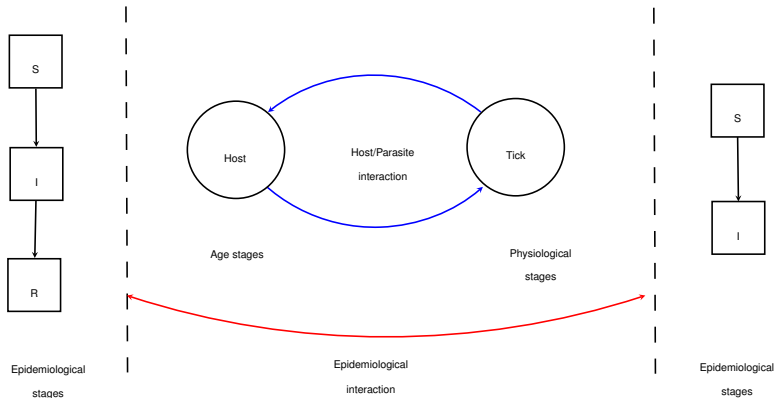 S
I
R
Epidemiological
stages
Host
Host/Parasite
interaction
Tick
Age stages
Physiological
stages
Epidemiological
interaction
S
I
Epidemiological
stages